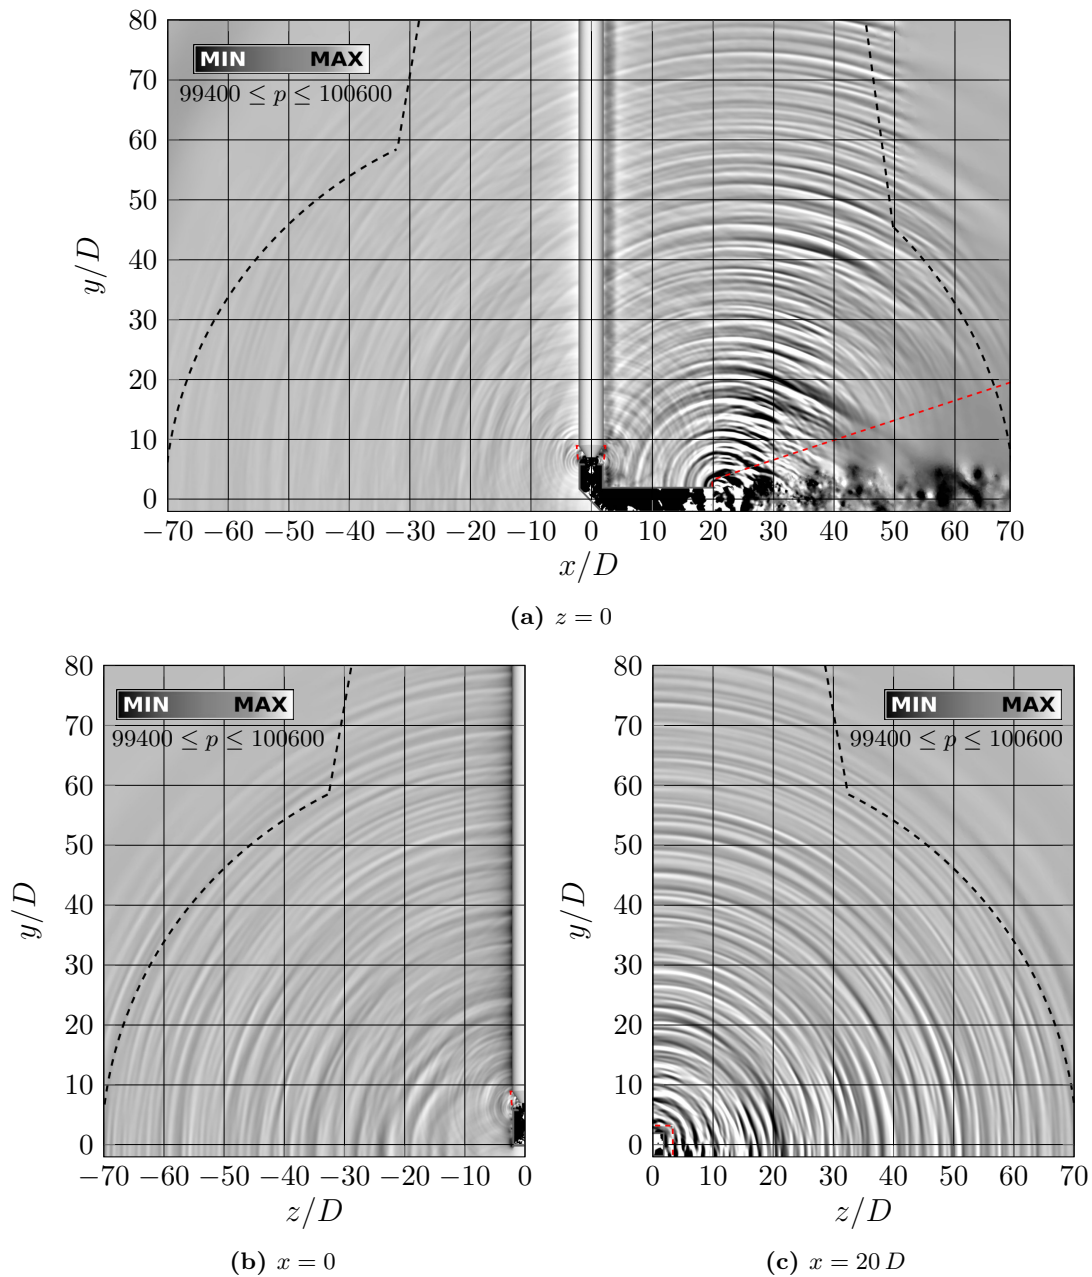 80
70
60
50
40
30
20
10
0
y/D
MIN MAX
99400 ≤ p ≤ 100600
−70 −60 −50 −40 −30 −20 −10 0 10 20 30 40 50 60 70
x/D
(a) z = 0
80
70
60
50
40
30
20
10
0
y/D
MIN MAX
99400 ≤ p ≤ 100600
−70 −60 −50 −40 −30 −20 −10 0
z/D
(b) x = 0
80
70
60
50
40
30
20
10
0
y/D
MIN MAX
99400 ≤ p ≤ 100600
0 10 20 30 40 50 60 70
z/D
(c) x = 20 D